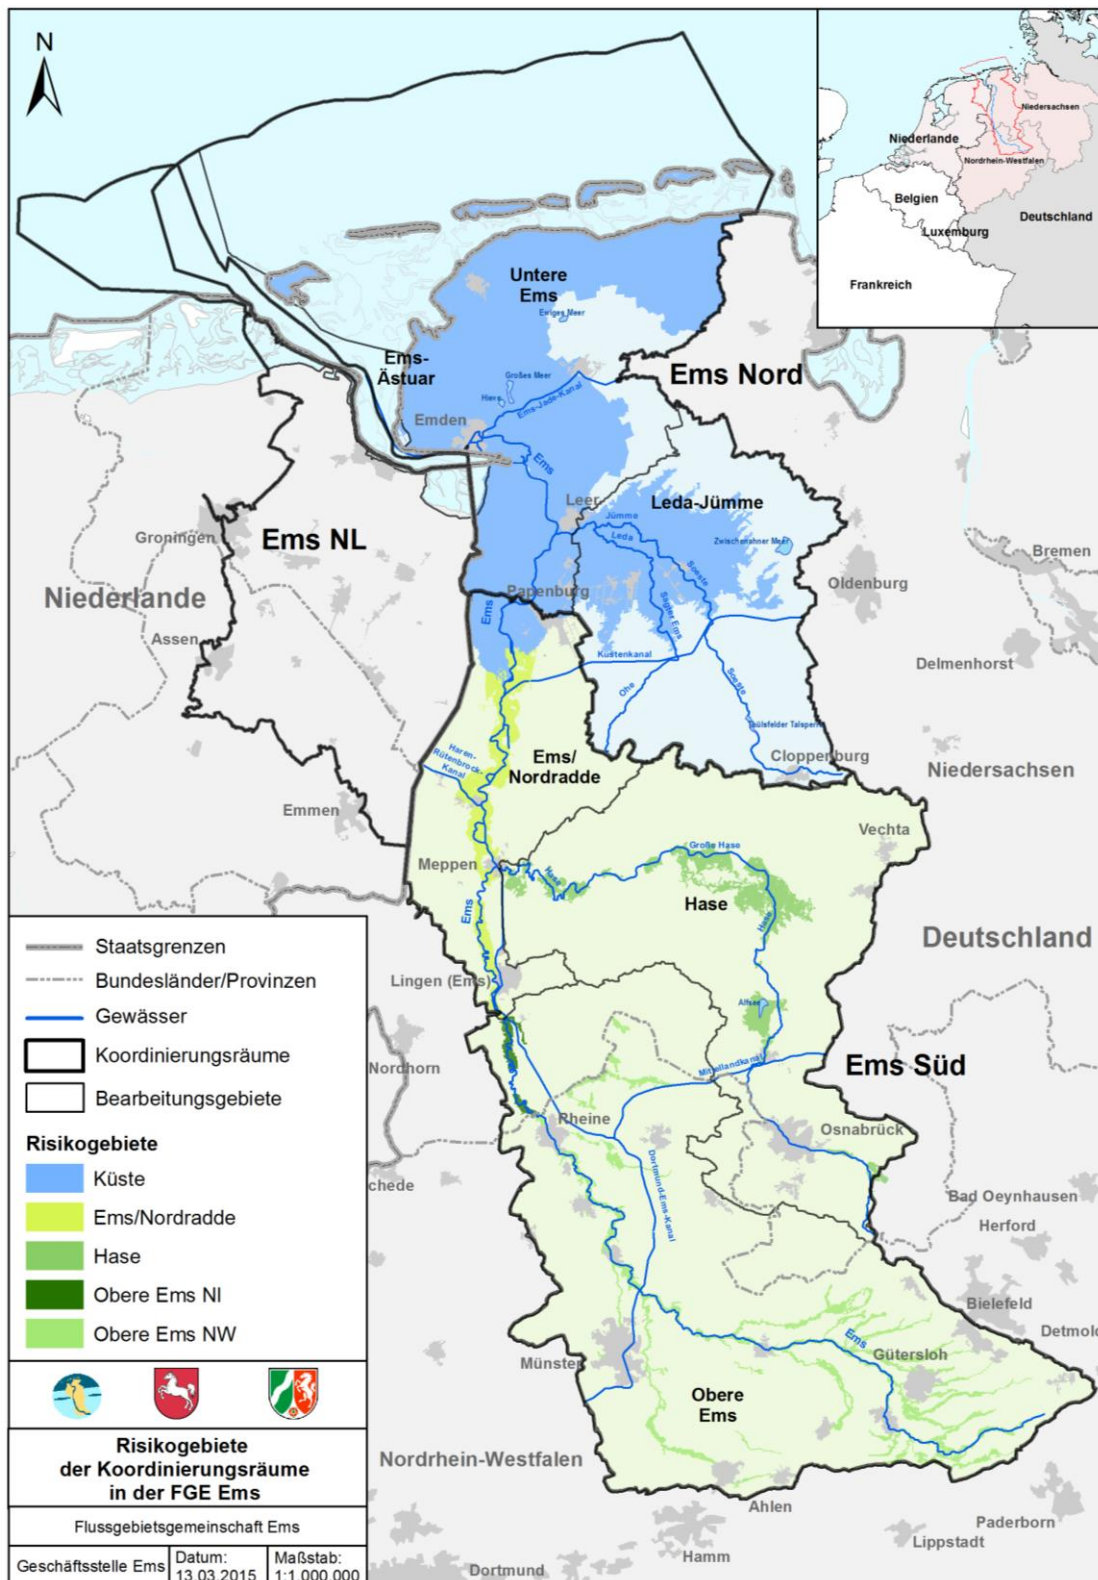 N
Niedersachsen
Niederlande
Nordrhein-Westfalen
Belgien
Deutschland
Luxemburg
Frankreich
Untere
Ems
Ewiges Meer
Ems-
Ästuar
Großes Meer
Hieve
Ems-Jade-Kanal
Emden
Ems
Ems Nord
Leer
Leda-Jümme
Jümme
Leda
Zwischenahner Meer
Soeste
Sagter Ems
Groningen
Ems NL
Niederlande
Assen
Papenburg
Ems
Küstenkanal
Ohe
Soeste
Oldenburg
Bremen
Delmenhorst
Cloppenburg
Niedersachsen
Haren-
Rütenbrock-
Kanal
Ems/
Nordradde
Emmen
Vechta
Meppen
Hase
Große Hase
Hase
Hase
Ems
Deutschland
Lingen (Ems)
Alfsee
Mittellandkanal
Ems Süd
Nordhorn
Rheine
Osnabrück
Dortmund-Ems-Kanal
chede
Bad Oeynhausen
Herford
Bielefeld
Detmold
Ems
Gütersloh
Münster
Obere
Ems
Nordrhein-Westfalen
Ahlen
Paderborn
Lippstadt
Hamm
Dortmund
Staatsgrenzen
Bundesländer/Provinzen
Gewässer
Koordinierungsräume
Bearbeitungsgebiete
Risikogebiete
Küste
Ems/Nordradde
Hase
Obere Ems NI
Obere Ems NW
Risikogebiete
der Koordinierungsräume
in der FGE Ems
Flussgebietsgemeinschaft Ems
Geschäftsstelle Ems
Datum:
13.03.2015
Maßstab:
1:1.000.000